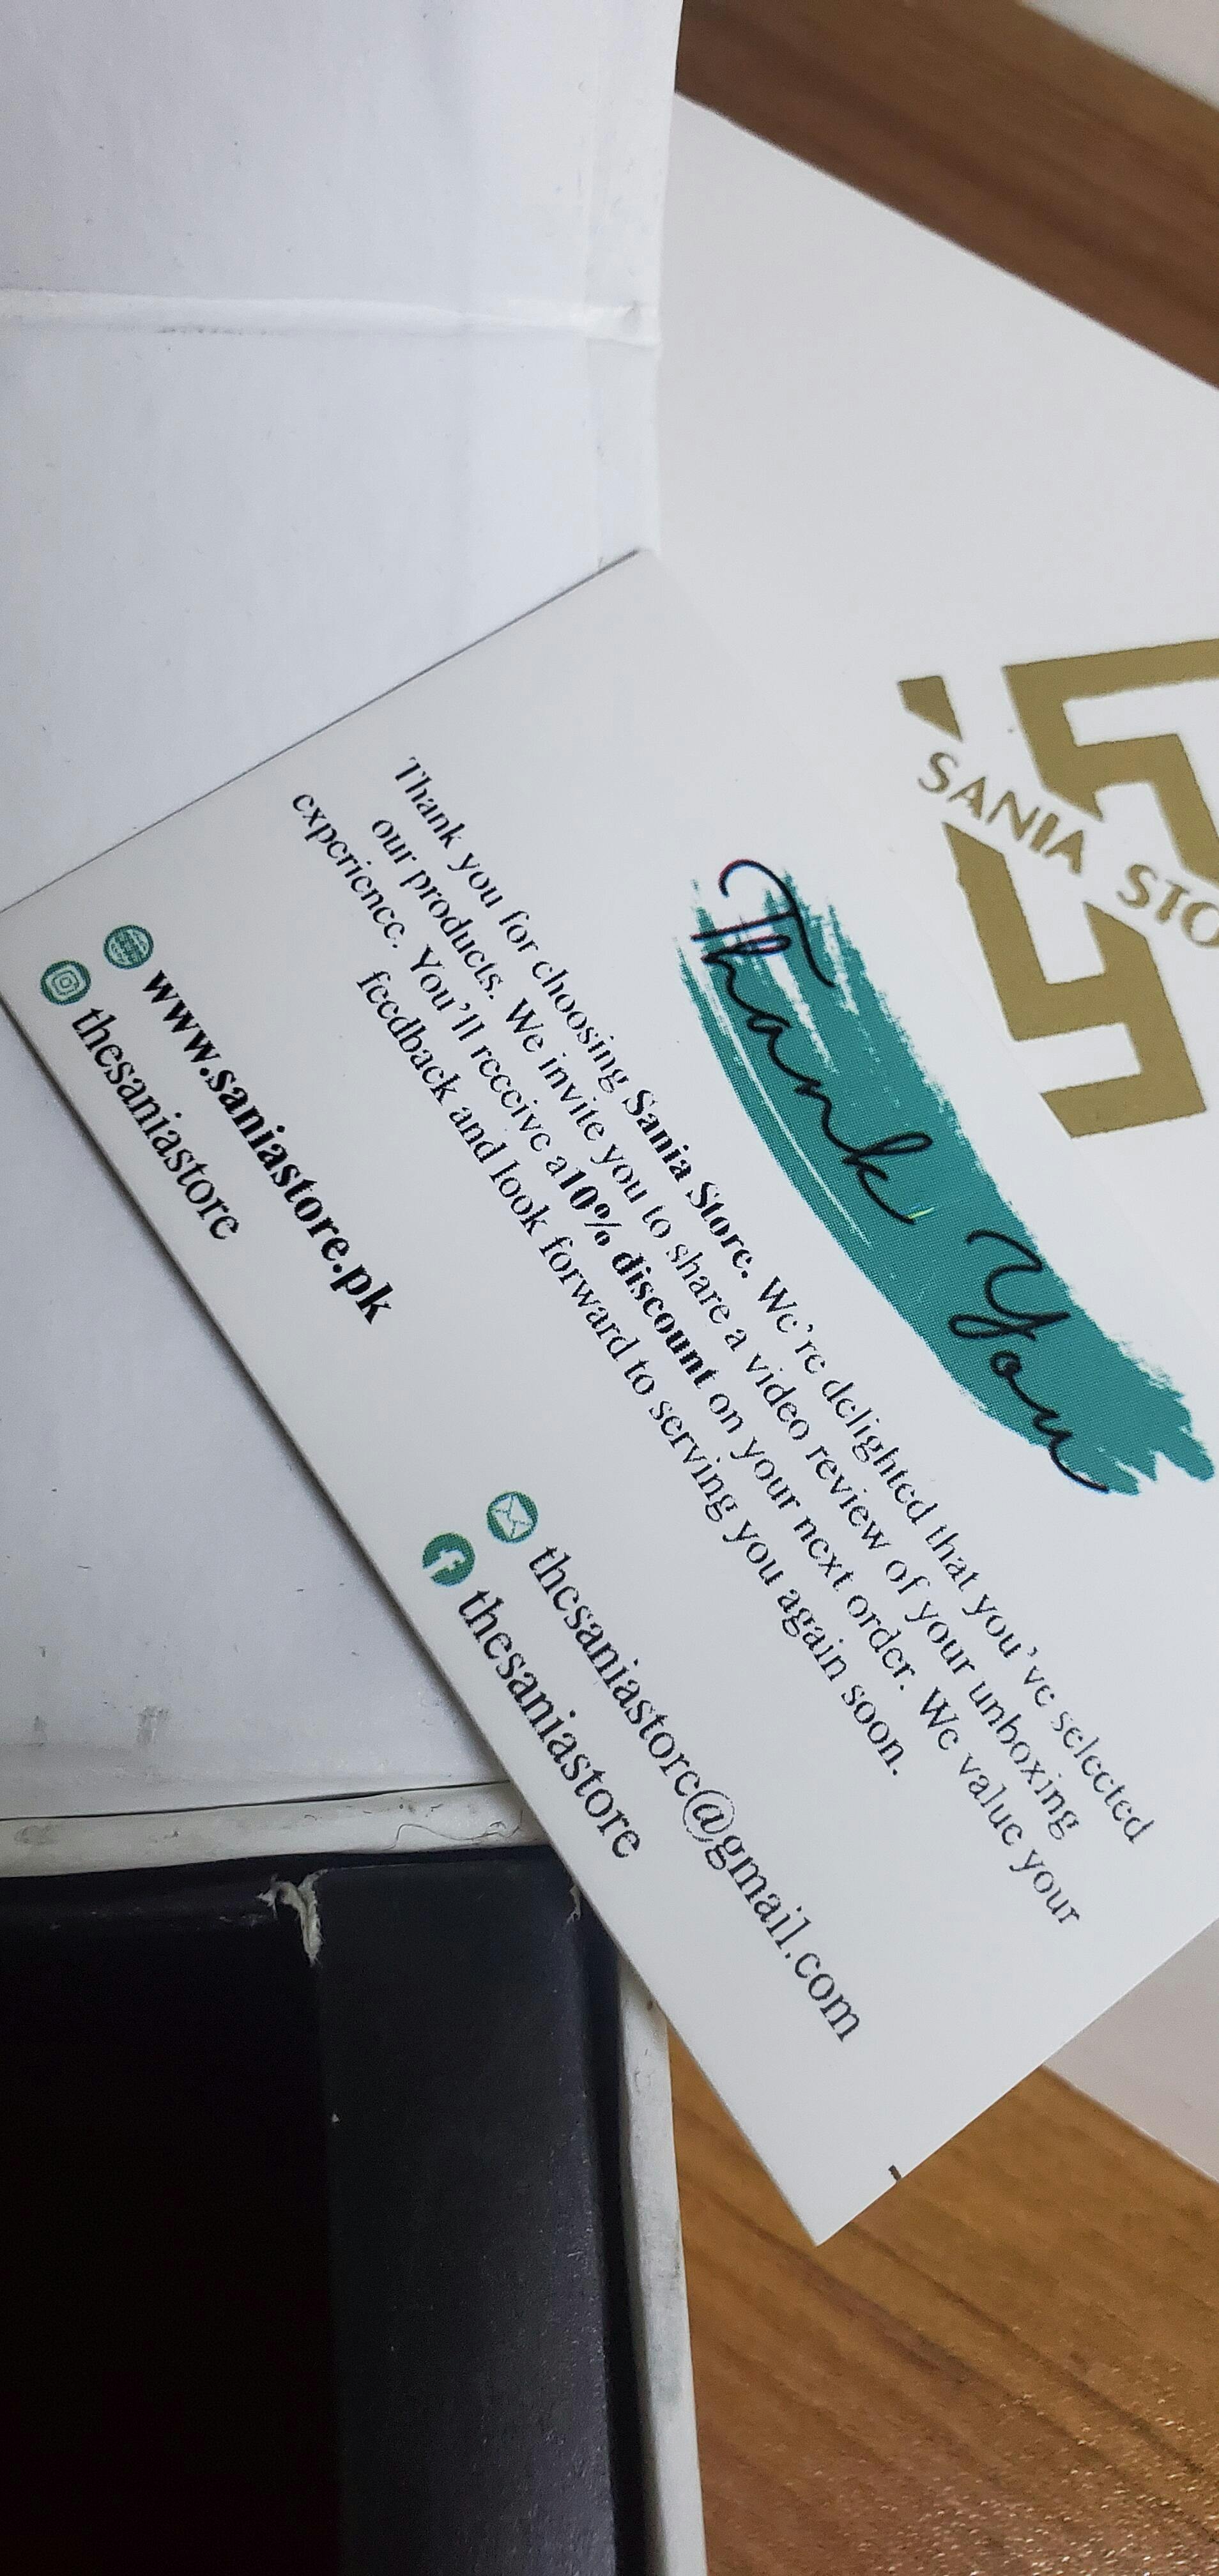 SANIA STO
Thank You
Thank you for choosing Sania Store. We're delighted that you've selected
our products. We invite you to share a video review of your unboxing
experience. You'll receive a10% discount on your next order. We value your
feedback and look forward to serving you again soon.
www.saniastore.pk
thesaniastore@gmail.com
thesaniastore
thesaniastore